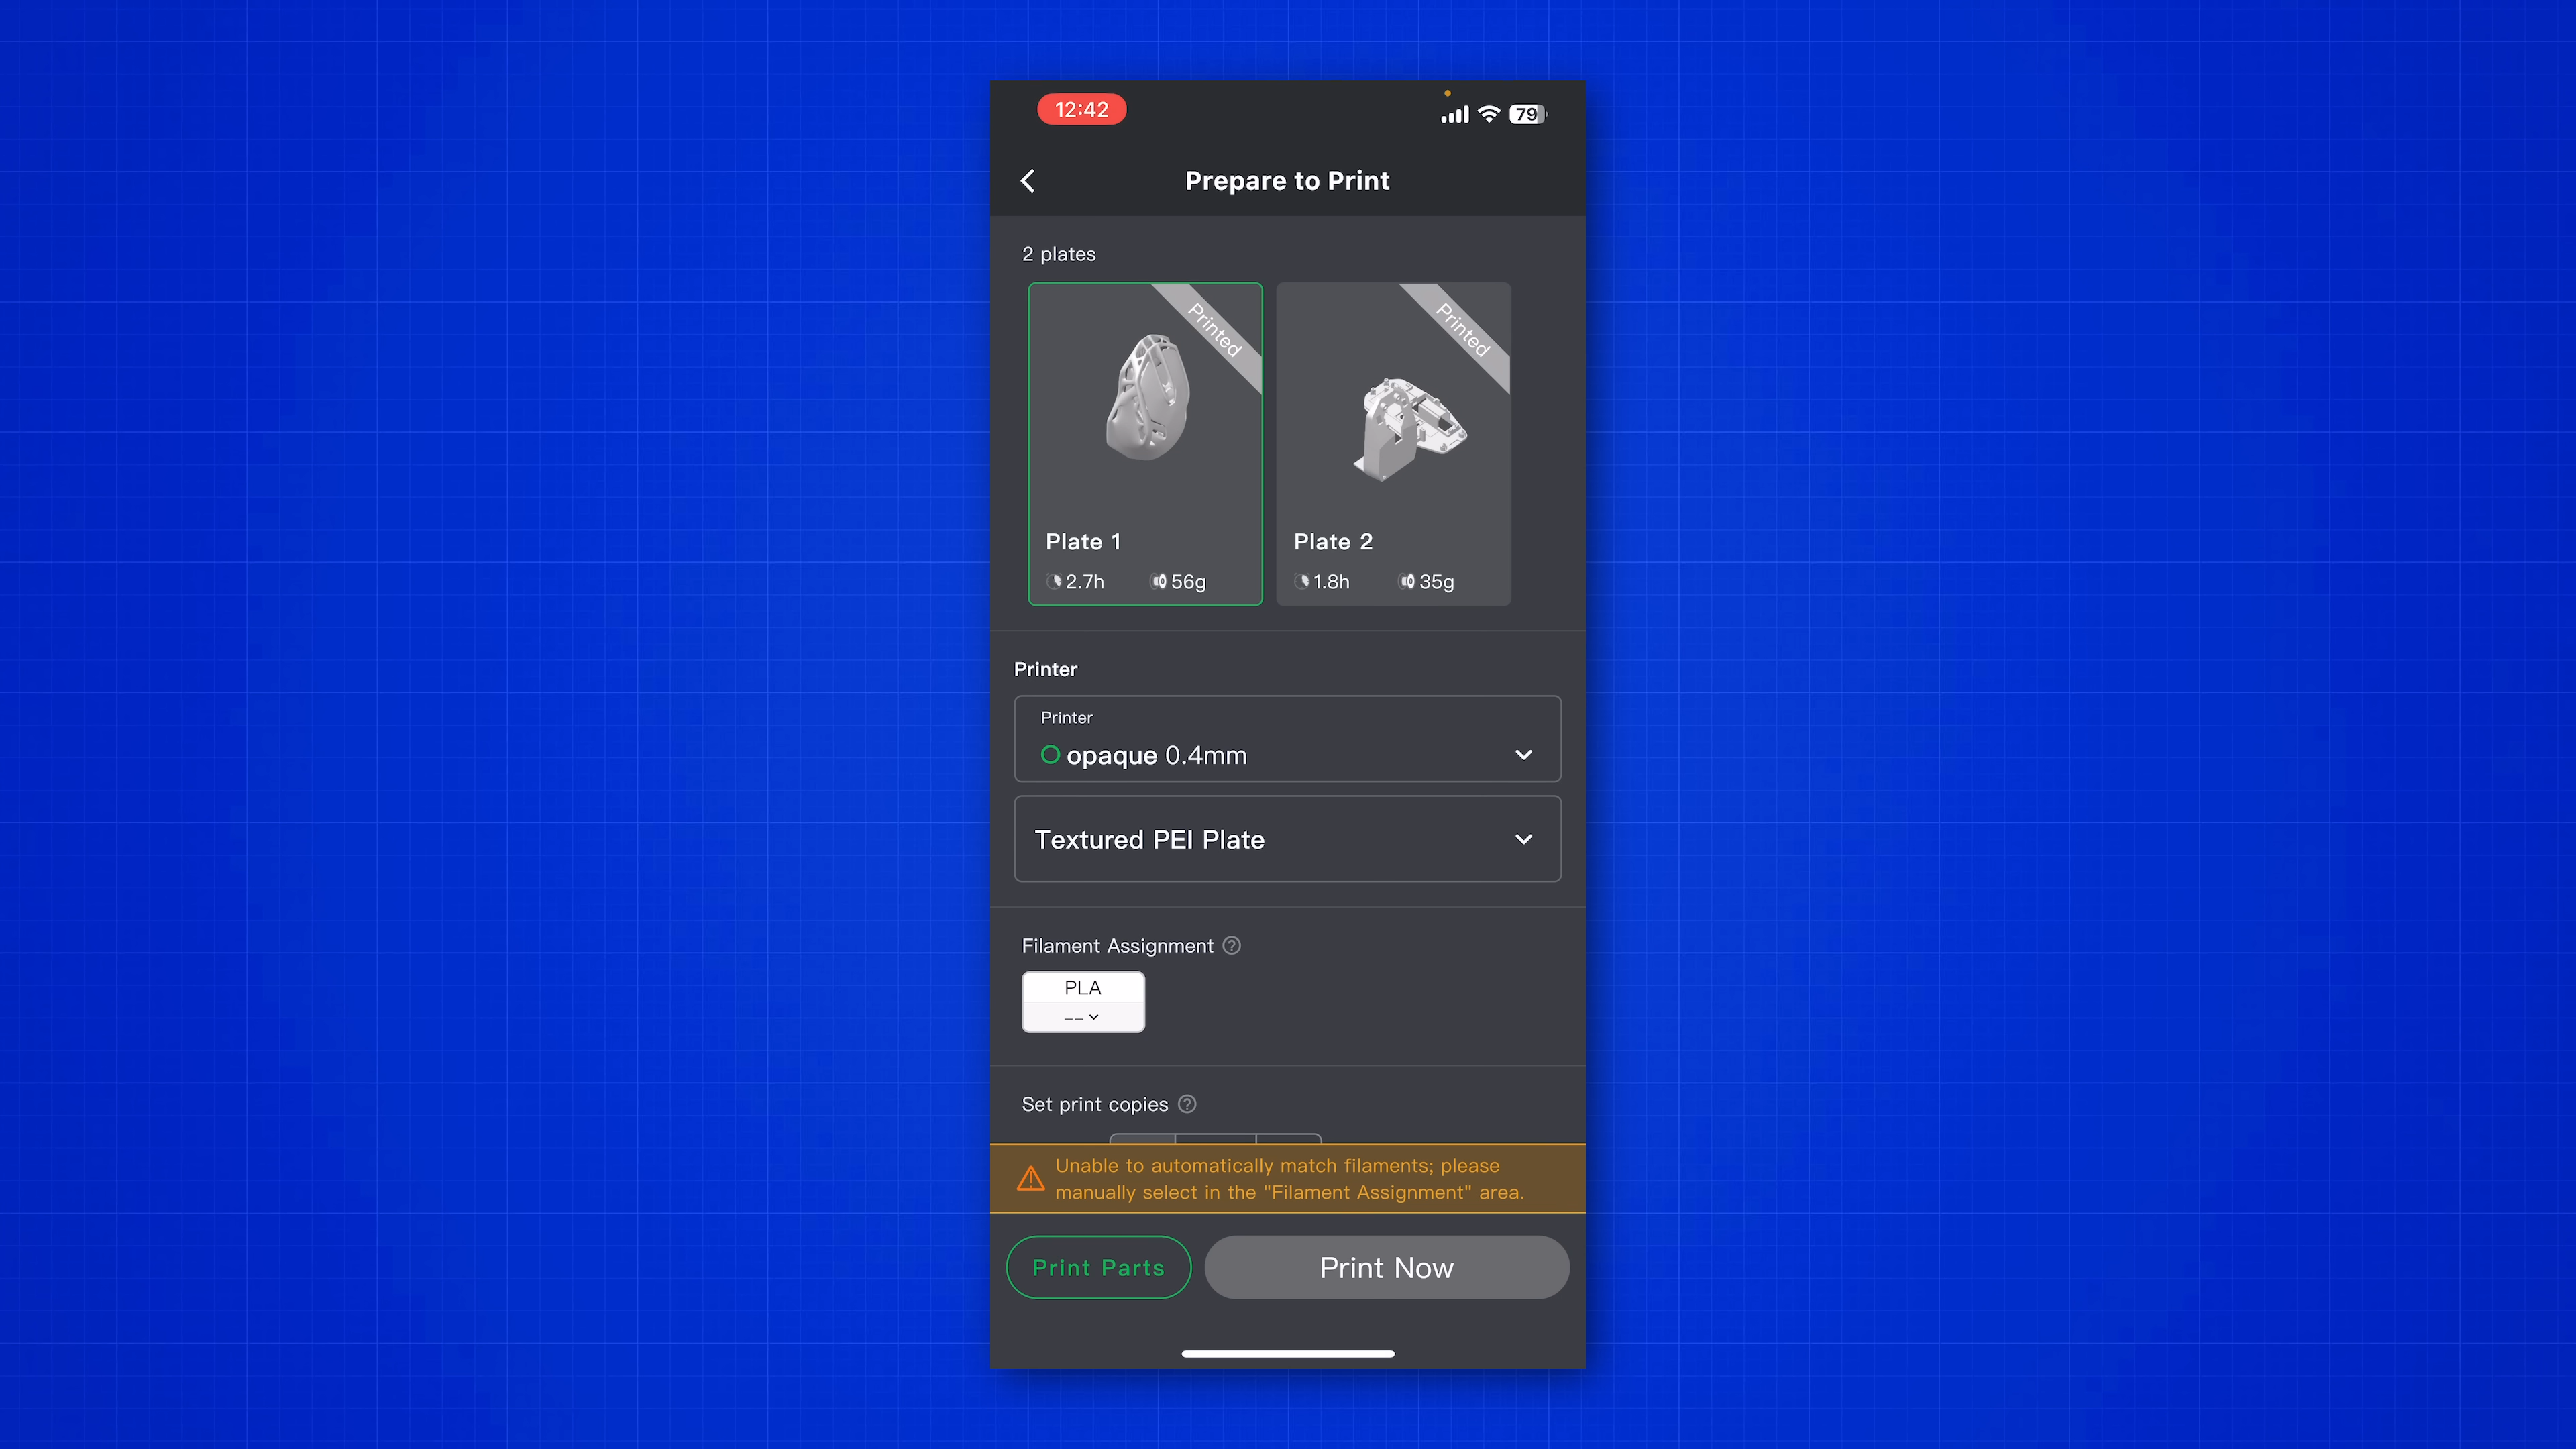 12:42
79
Prepare to Print
2 plates
Printed
Printed
Plate 1
Plate 2
2.7h
56g
1.8h
35g
Printer
Printer
opaque 0.4mm
Textured PEI Plate
Filament Assignment ?
PLA
--
Set print copies ?
Unable to automatically match filaments; please
manually select in the "Filament Assignment" area.
Print Parts
Print Now